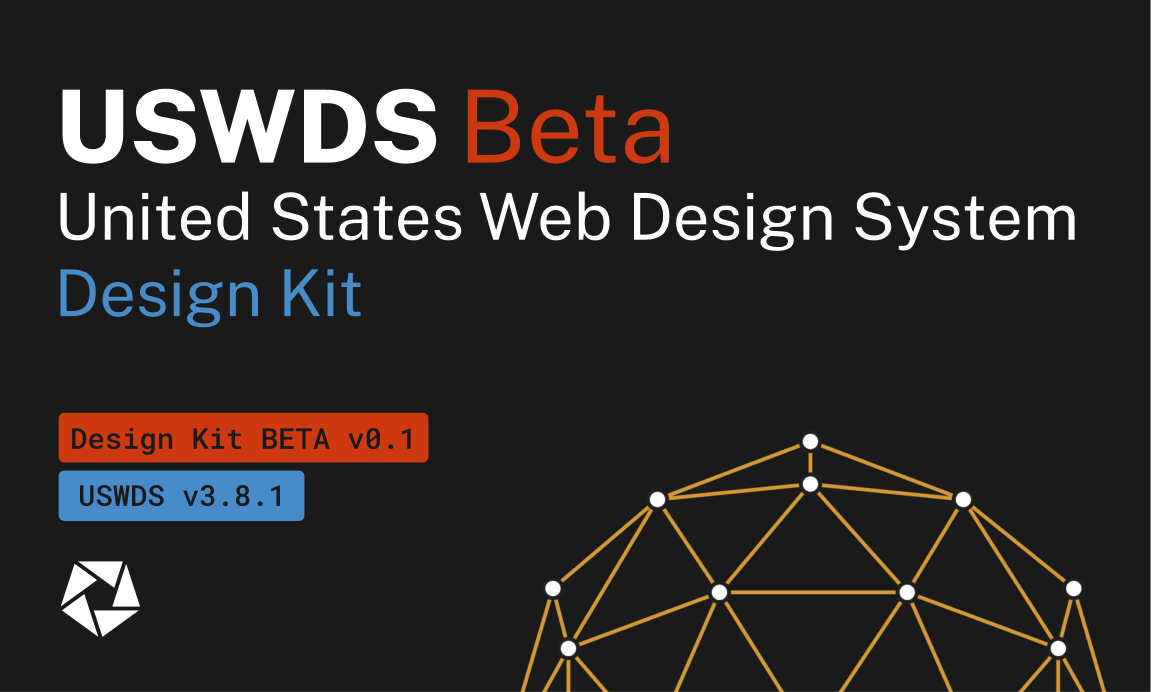 USWDS Beta
United States Web Design System
Design Kit
Design Kit BETA v0.1
USWDS v3.8.1